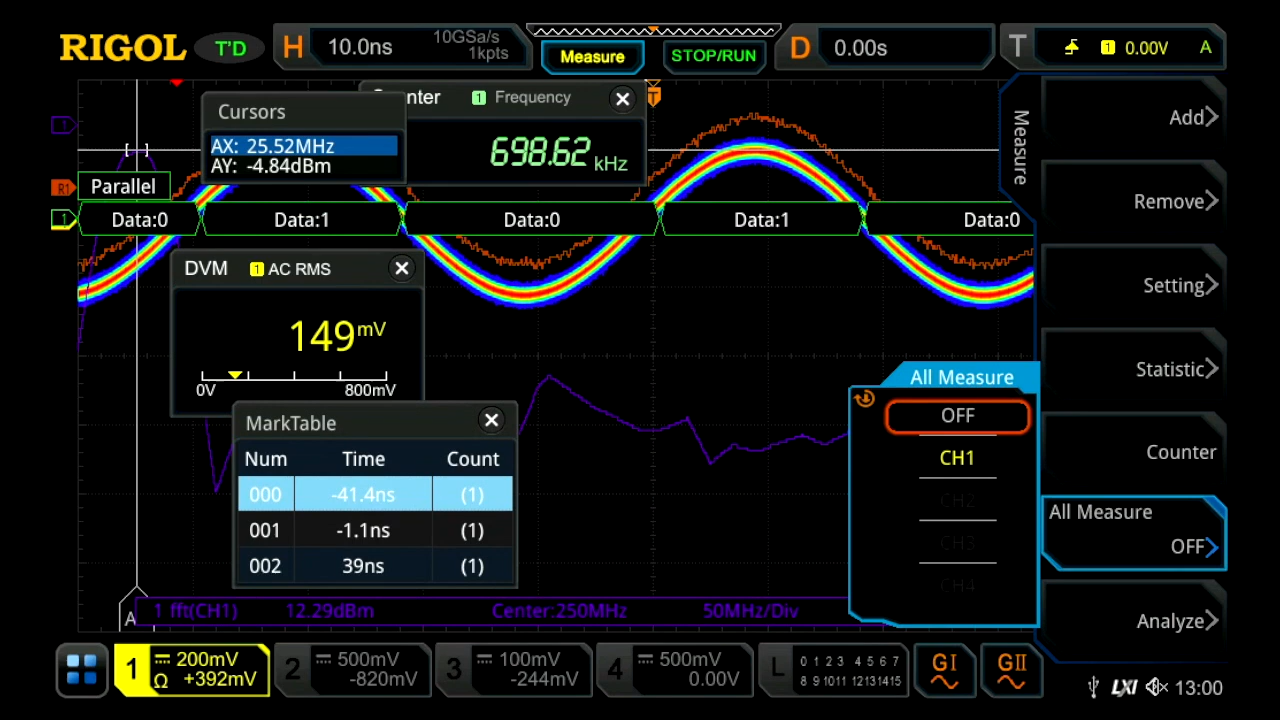 RIGOL
T'D
H
10.0ns
10GSa/s
1kpts
Measure
STOP/RUN
D
0.00s
T
1
0.00V
A
Cursors
AX: 25.52MHz
AY: -4.84dBm
1
Frequency
698.62 kHz
T
1
R1
1
Parallel
Data:0
Data:1
Data:0
Data:1
Data:0
DVM
1 AC RMS
149mV
0V
800mV
MarkTable
Num Time Count
000 -41.4ns (1)
001 -1.1ns (1)
002 39ns (1)
A
1 fft(CH1)
12.29dBm
Center:250MHz
50MHz/Div
All Measure
OFF
CH1
CH2
CH3
CH4
Measure
Add
Remove
Setting
Statistic
Counter
All Measure
OFF
Analyze
1
200mV
Ω +392mV
2
500mV
-820mV
3
100mV
-244mV
4
500mV
0.00V
L
0 1 2 3 4 5 6 7
8 9 10 11 12 13 14 15
GI
GII
LXI
13:00